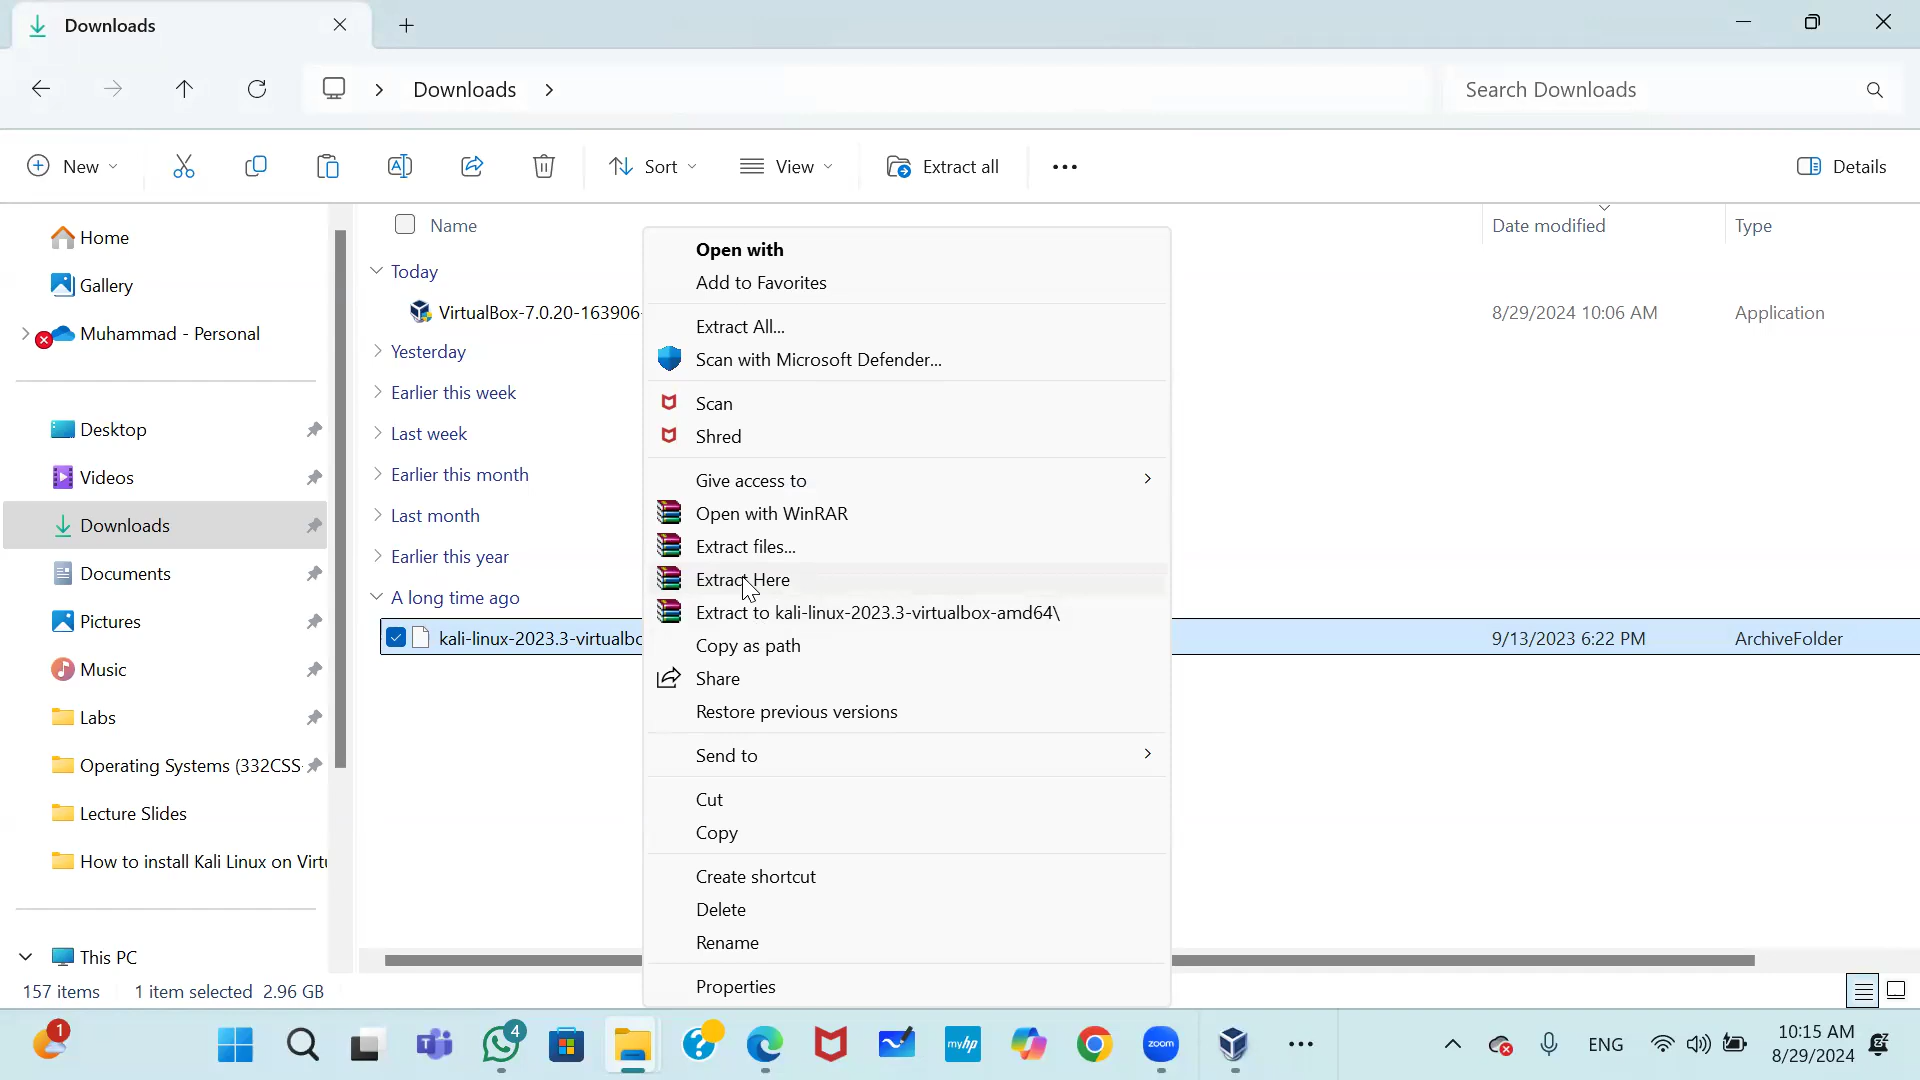 Downloads
Downloads
Search Downloads
New
Sort
View
Extract all
Details
Home
Gallery
Muhammad - Personal
Desktop
Videos
Downloads
Documents
Pictures
Music
Labs
Operating Systems (332CSS-
Lecture Slides
How to install Kali Linux on Virtu
This PC
Name
Date modified
Type
Today
VirtualBox-7.0.20-163906-
8/29/2024 10:06 AM
Application
Yesterday
Earlier this week
Last week
Earlier this month
Last month
Earlier this year
A long time ago
kali-linux-2023.3-virtualbo
9/13/2023 6:22 PM
ArchiveFolder
Open with
Add to Favorites
Extract All...
Scan with Microsoft Defender...
Scan
Shred
Give access to
Open with WinRAR
Extract files...
Extract Here
Extract to kali-linux-2023.3-virtualbox-amd64\
Copy as path
Share
Restore previous versions
Send to
Cut
Copy
Create shortcut
Delete
Rename
Properties
157 items
1 item selected 2.96 GB
1
4
myhp
zoom
ENG
10:15 AM
8/29/2024